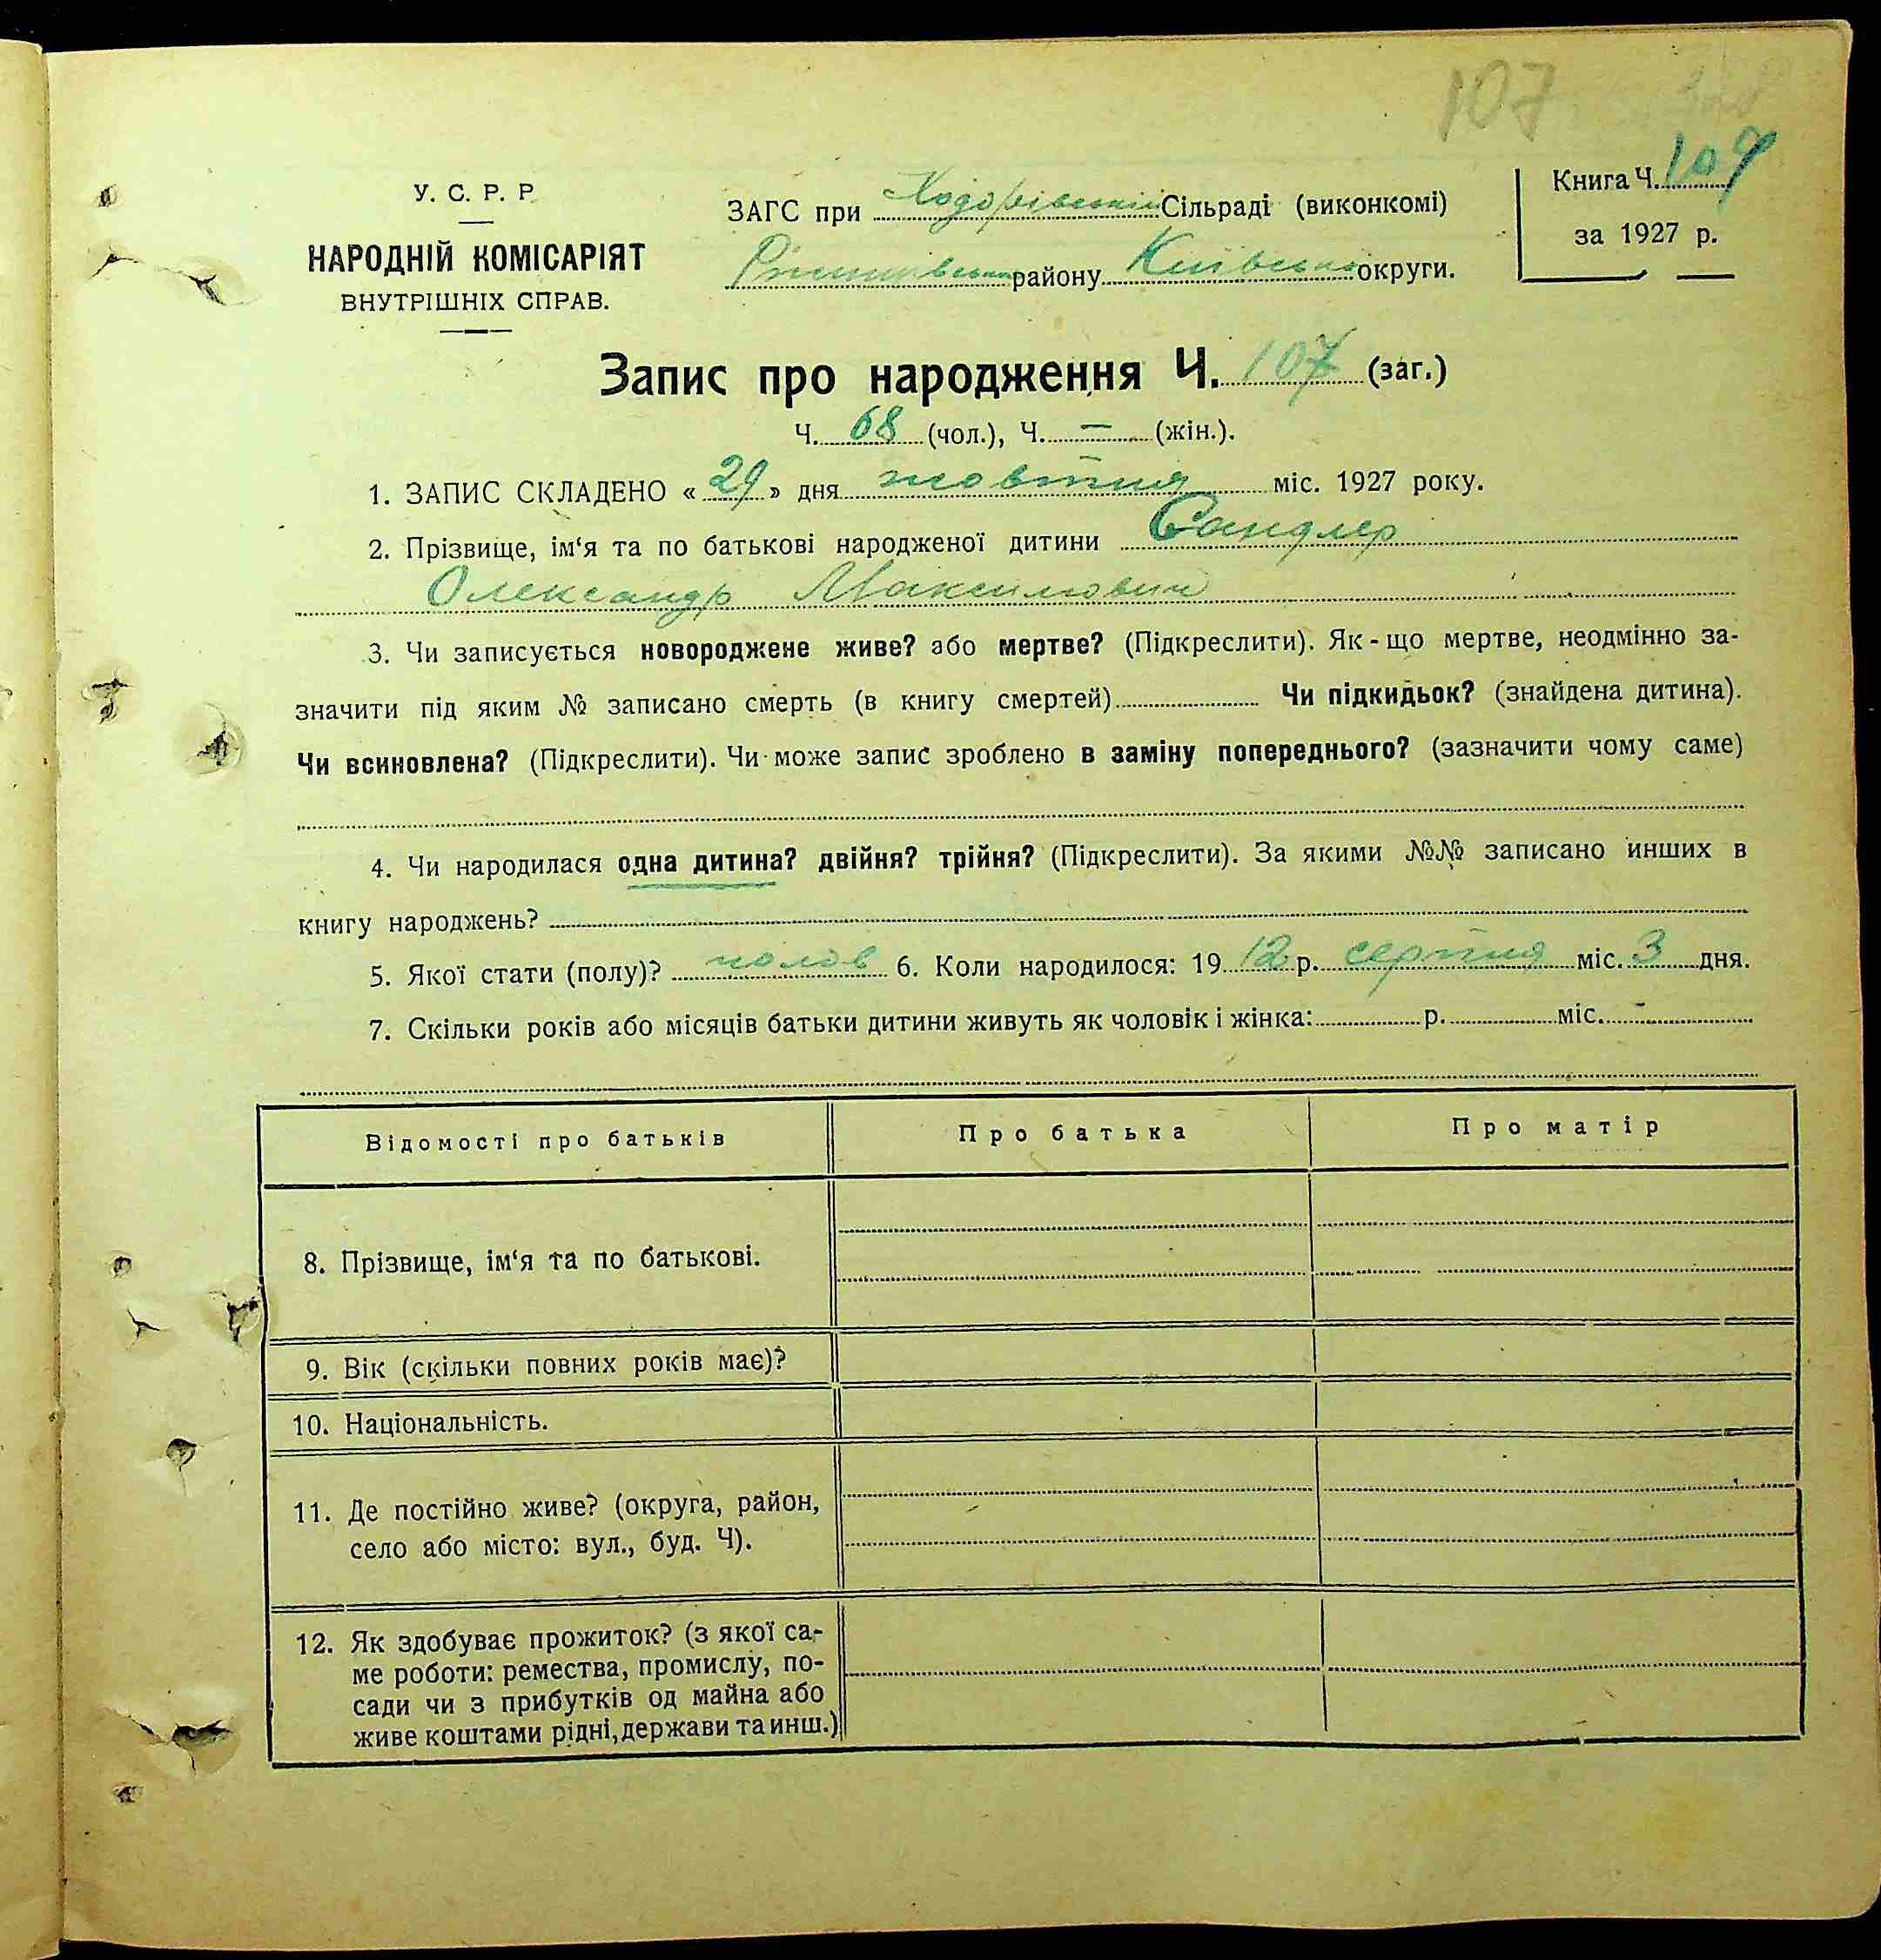 107
У. С. Р. Р.
НАРОДНІЙ КОМІСАРІЯТ
ВНУТРІШНІХ СПРАВ.
ЗАГС при Ходорівській Сільраді (виконкомі)
району Київської округи.
Книга Ч. 107
за 1927 р.
Запис про народження Ч. 107 (заг.)
Ч. 68 (чол.), Ч. — (жін.).
1. ЗАПИС СКЛАДЕНО « 29 » дня жовтня міс. 1927 року.
2. Прізвище, ім‘я та по батькові народженої дитини Сандлер
Олександр Максимович
3. Чи записується новороджене живе? або мертве? (Підкреслити). Як-що мертве, неодмінно за-
значити під яким № записано смерть (в книгу смертей) Чи підкидьок? (знайдена дитина).
Чи всиновлена? (Підкреслити). Чи може запис зроблено в заміну попереднього? (зазначити чому саме)
4. Чи народилася одна дитина? двійня? трійня? (Підкреслити). За якими №№ записано инших в
книгу народжень?
5. Якої стати (полу)? чолов 6. Коли народилося: 19 12 р. серпня міс. 3 дня.
7. Скільки років або місяців батьки дитини живуть як чоловік і жінка: р. міс. -
Відомості про батьків Про батька Про матір
8. Прізвище, ім‘я та по батькові.
9. Вік (скільки повних років має)?
10. Національність.
11. Де постійно живе? (округа, район,
село або місто: вул., буд. Ч).
12. Як здобуває прожиток? (з якої са-
ме роботи: ремества, промислу, по-
сади чи з прибутків од майна або
живе коштами рідні, держави та инш.)